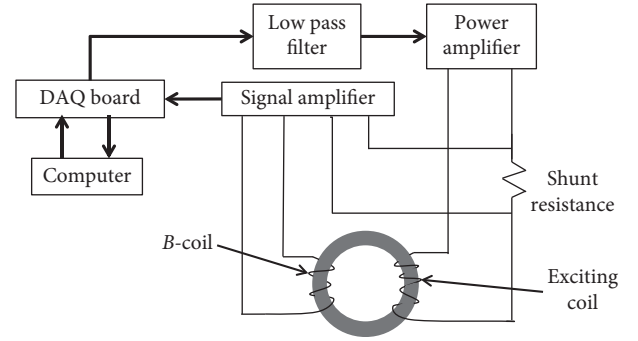 Low pass
filter
Power
amplifier
DAQ board
Signal amplifier
Computer
Shunt
resistance
B-coil
Exciting
coil